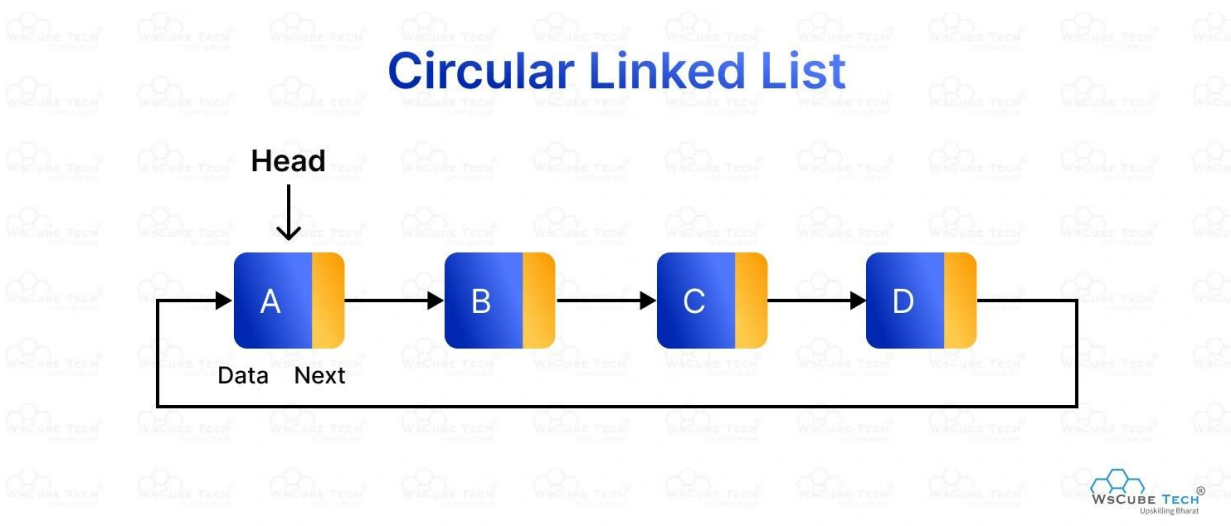 Circular Linked List
Head
A B C D
Data Next
WsCube Tech®
Upskilling Bharat